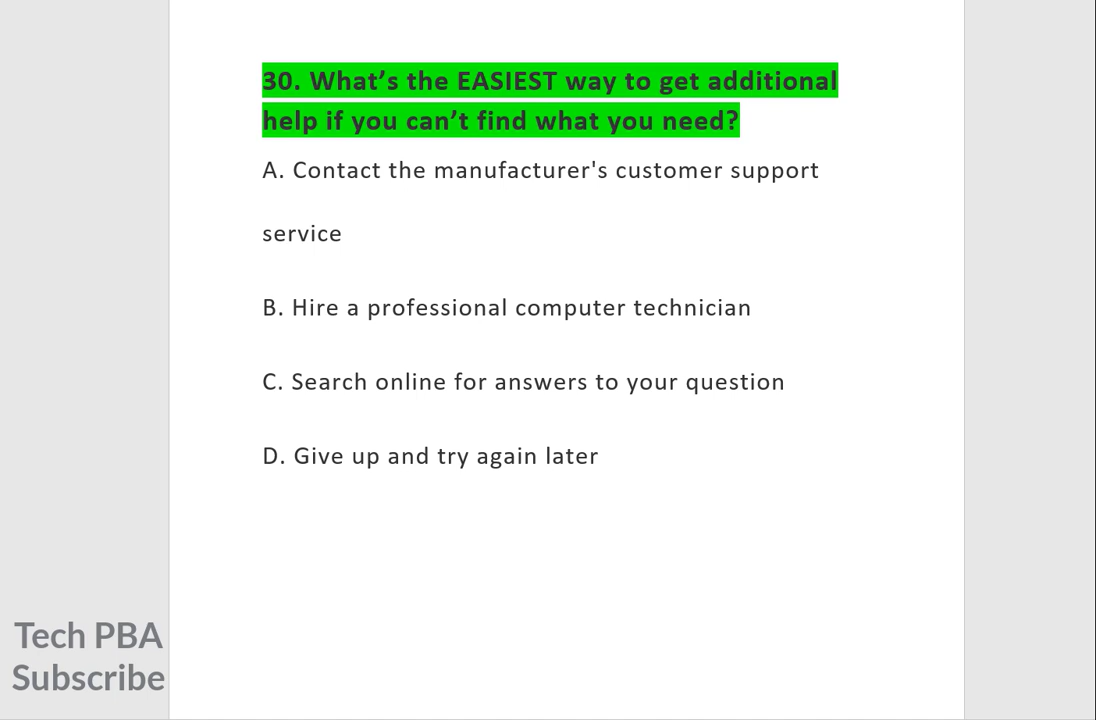 30. What’s the EASIEST way to get additional
help if you can’t find what you need?
A. Contact the manufacturer's customer support
service
B. Hire a professional computer technician
C. Search online for answers to your question
D. Give up and try again later
Tech PBA
Subscribe